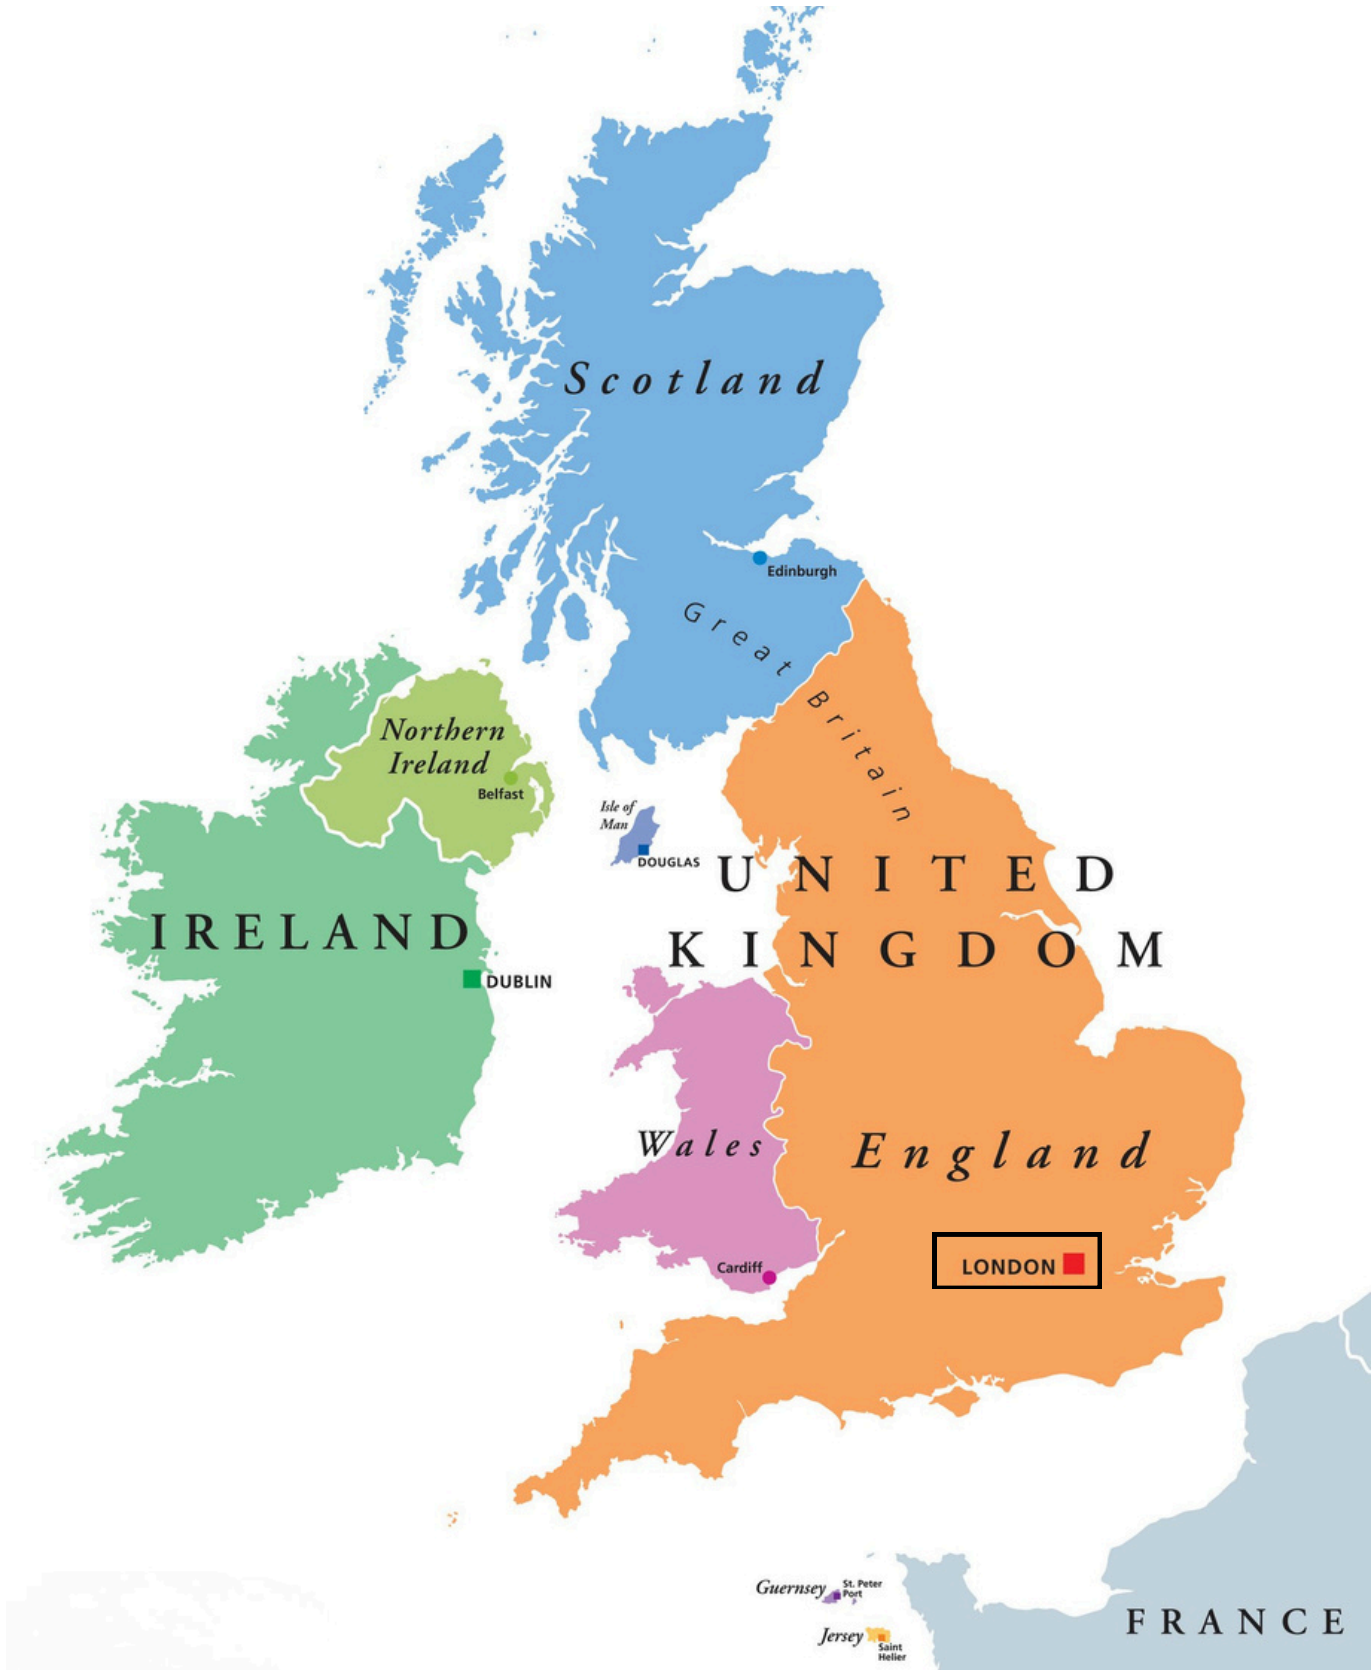 Scotland
Edinburgh
Great Britain
Northern
Ireland
Belfast
Isle of
Man
DOUGLAS
UNITED
KINGDOM
IRELAND
DUBLIN
Wales
England
Cardiff
LONDON
Guernsey
St. Peter
Port
Jersey
Saint
Helier
FRANCE